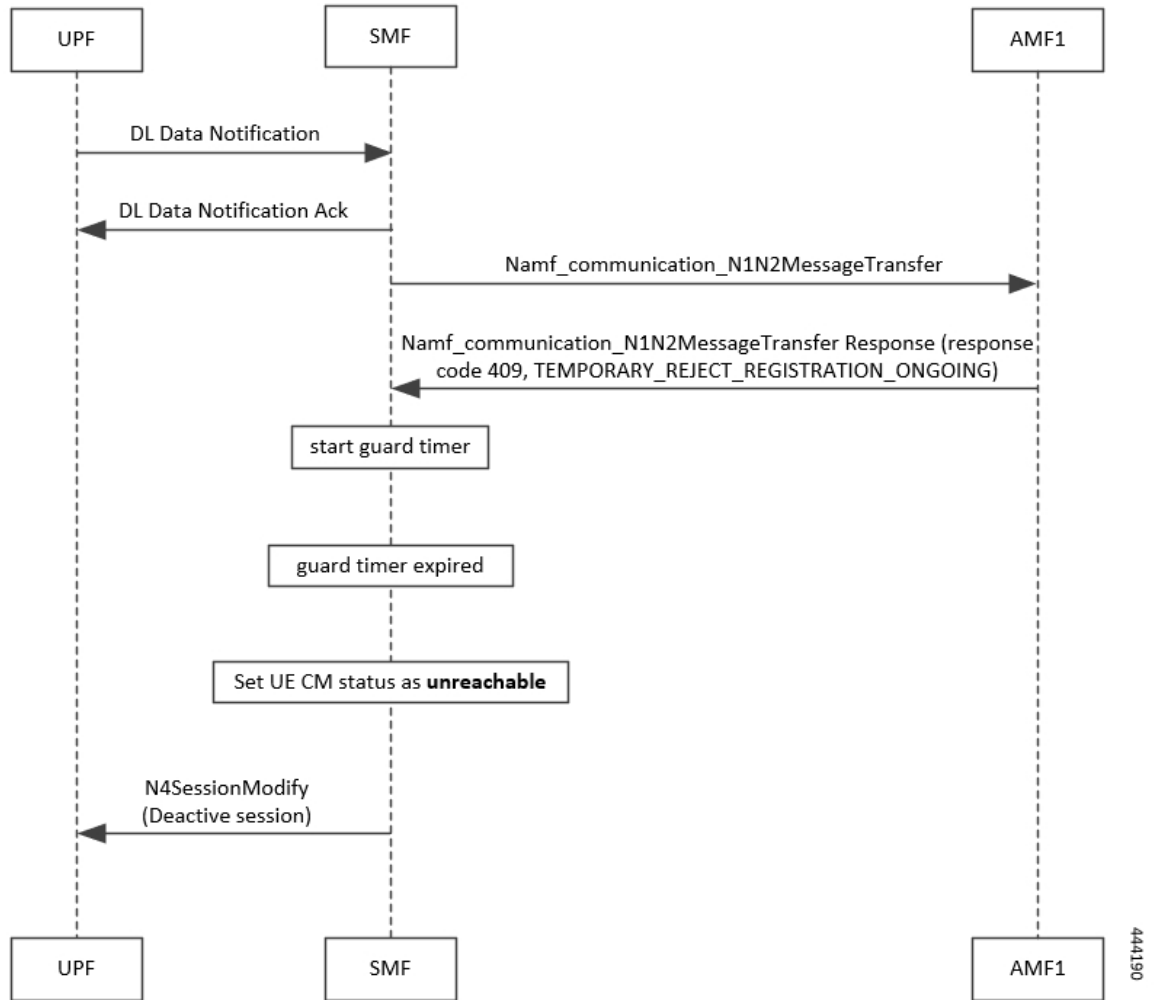 UPF
SMF
AMF1
DL Data Notification
DL Data Notification Ack
Namf_communication_N1N2MessageTransfer
Namf_communication_N1N2MessageTransfer Response (response
code 409, TEMPORARY_REJECT_REGISTRATION_ONGOING)
start guard timer
guard timer expired
Set UE CM status as unreachable
N4SessionModify
(Deactive session)
UPF
SMF
AMF1
444190